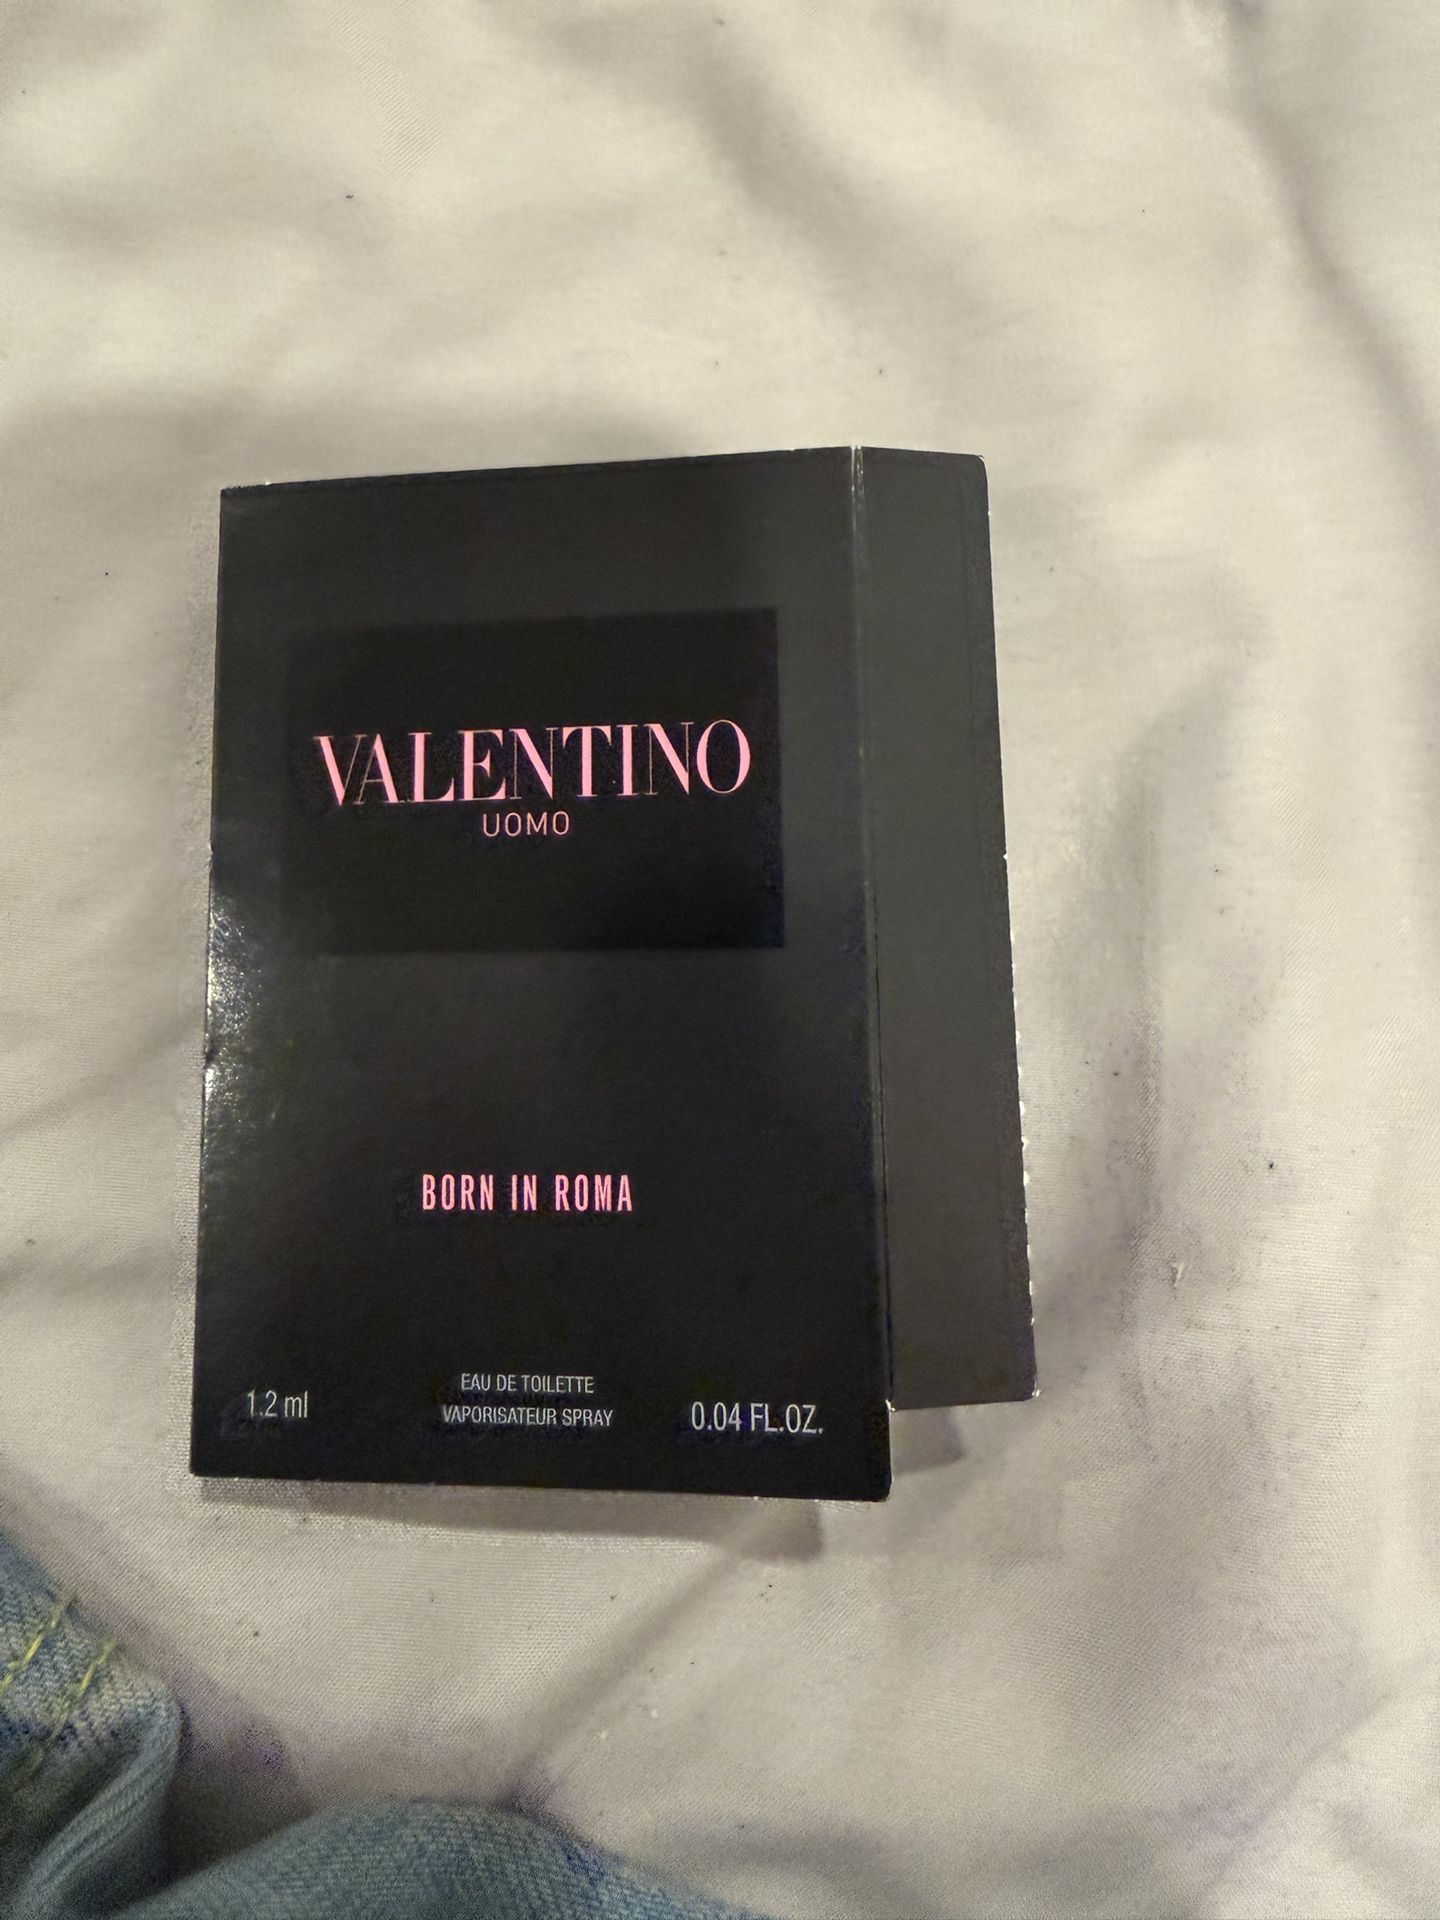 VALENTINO
UOMO
BORN IN ROMA
1.2 ml
EAU DE TOILETTE
VAPORISATEUR SPRAY
0.04 FL.OZ.